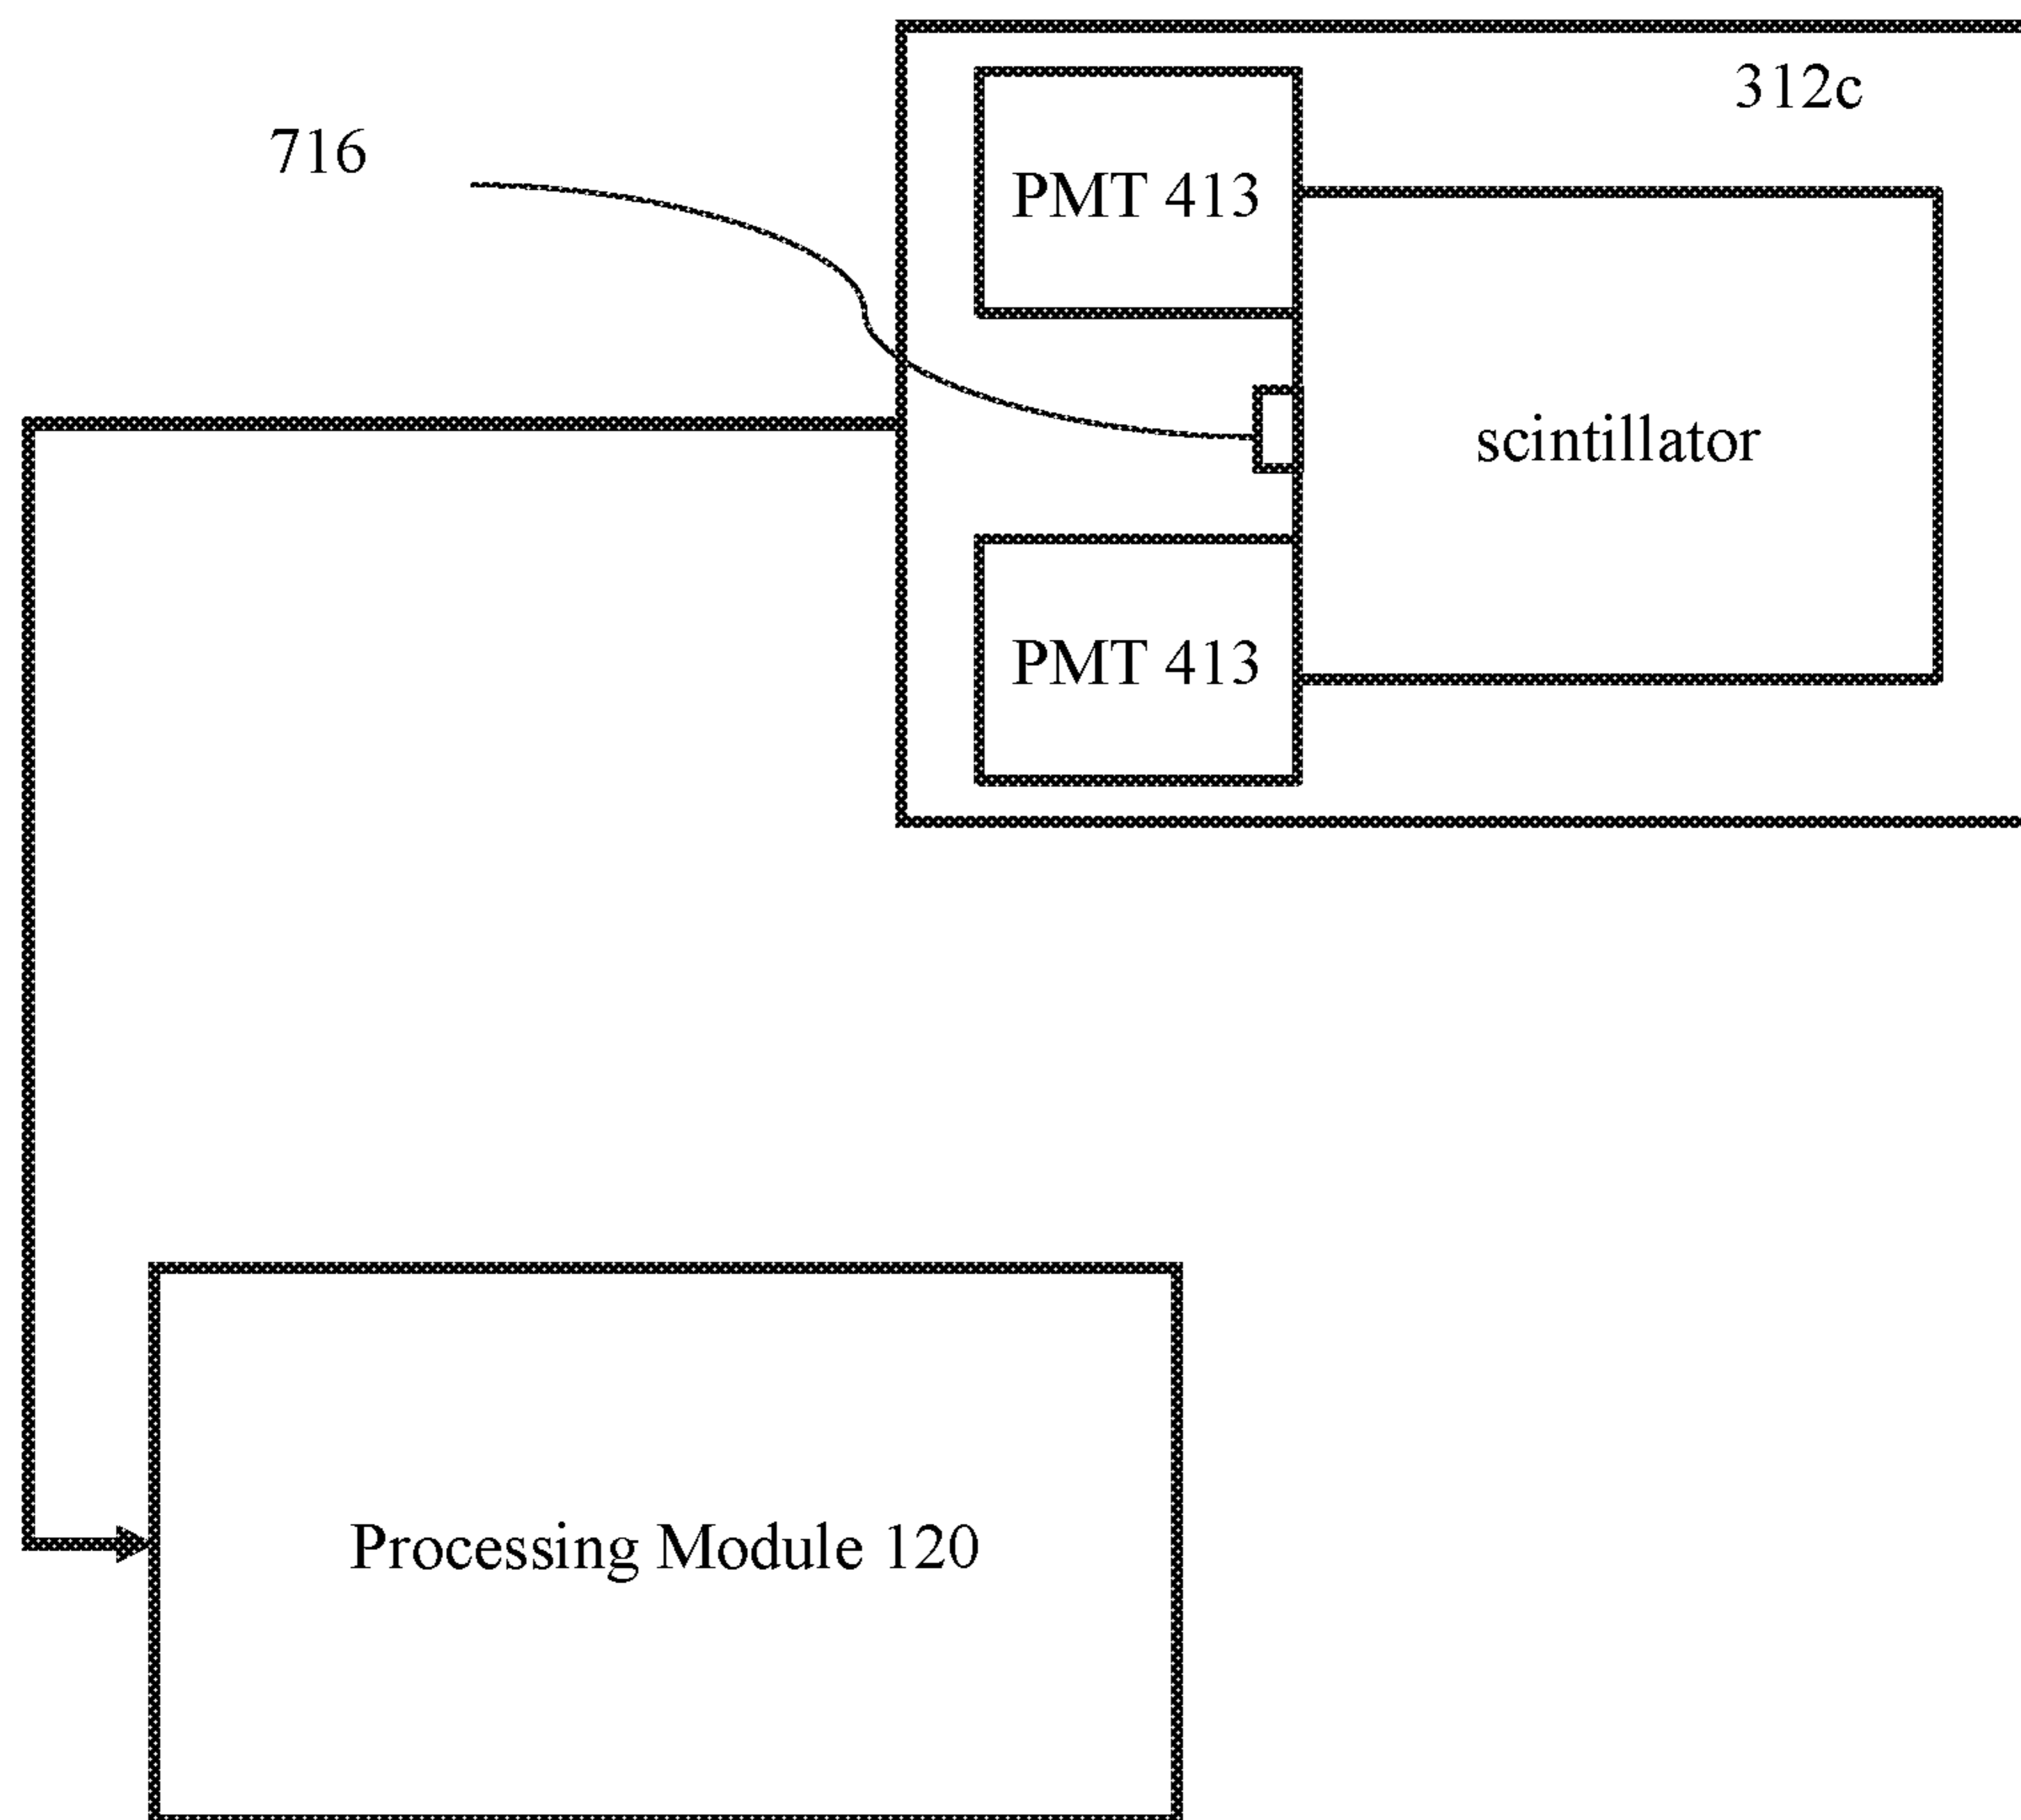 312c
716
PMT 413
scintillator
PMT 413
Processing Module 120